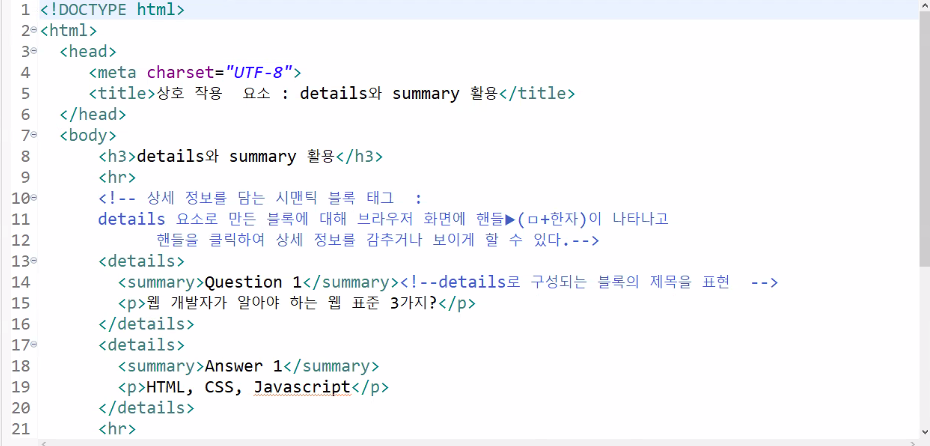 1 <!DOCTYPE html>
2 <html>
3 <head>
4 <meta charset="UTF-8">
5 <title>상호 작용  요소 : details와 summary 활용</title>
6 </head>
7 <body>
8 <h3>details와 summary 활용</h3>
9 <hr>
10 <!-- 상세 정보를 담는 시맨틱 블록 태그  :
11 details 요소로 만든 블록에 대해 브라우저 화면에 핸들▶(ㅁ+한자)이 나타나고
12 핸들을 클릭하여 상세 정보를 감추거나 보이게 할 수 있다.-->
13 <details>
14 <summary>Question 1</summary><!--details로 구성되는 블록의 제목을 표현  -->
15 <p>웹 개발자가 알아야 하는 웹 표준 3가지?</p>
16 </details>
17 <details>
18 <summary>Answer 1</summary>
19 <p>HTML, CSS, Javascript</p>
20 </details>
21 <hr>